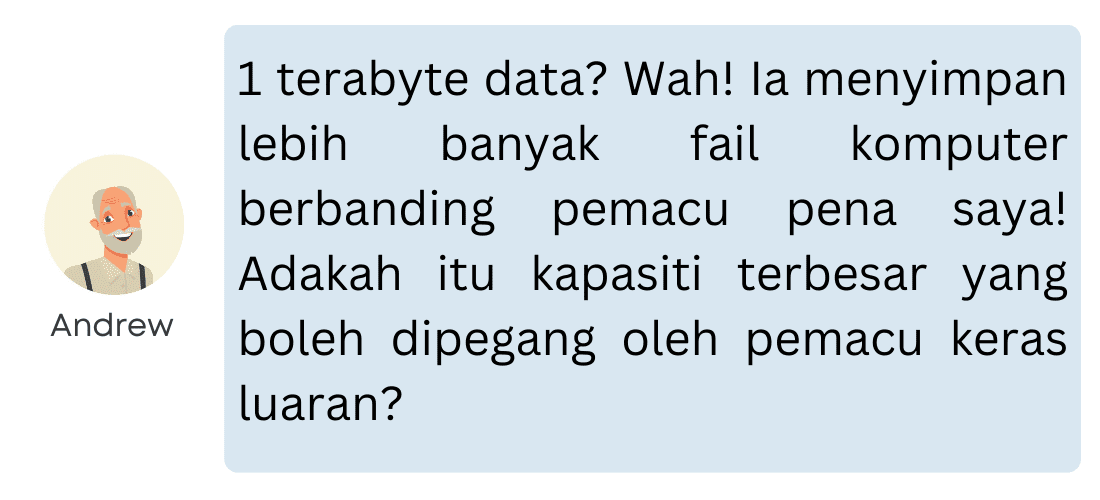 1 terabyte data? Wah! Ia menyimpan
lebih banyak fail komputer
berbanding pemacu pena saya!
Adakah itu kapasiti terbesar yang
boleh dipegang oleh pemacu keras
luaran?
Andrew